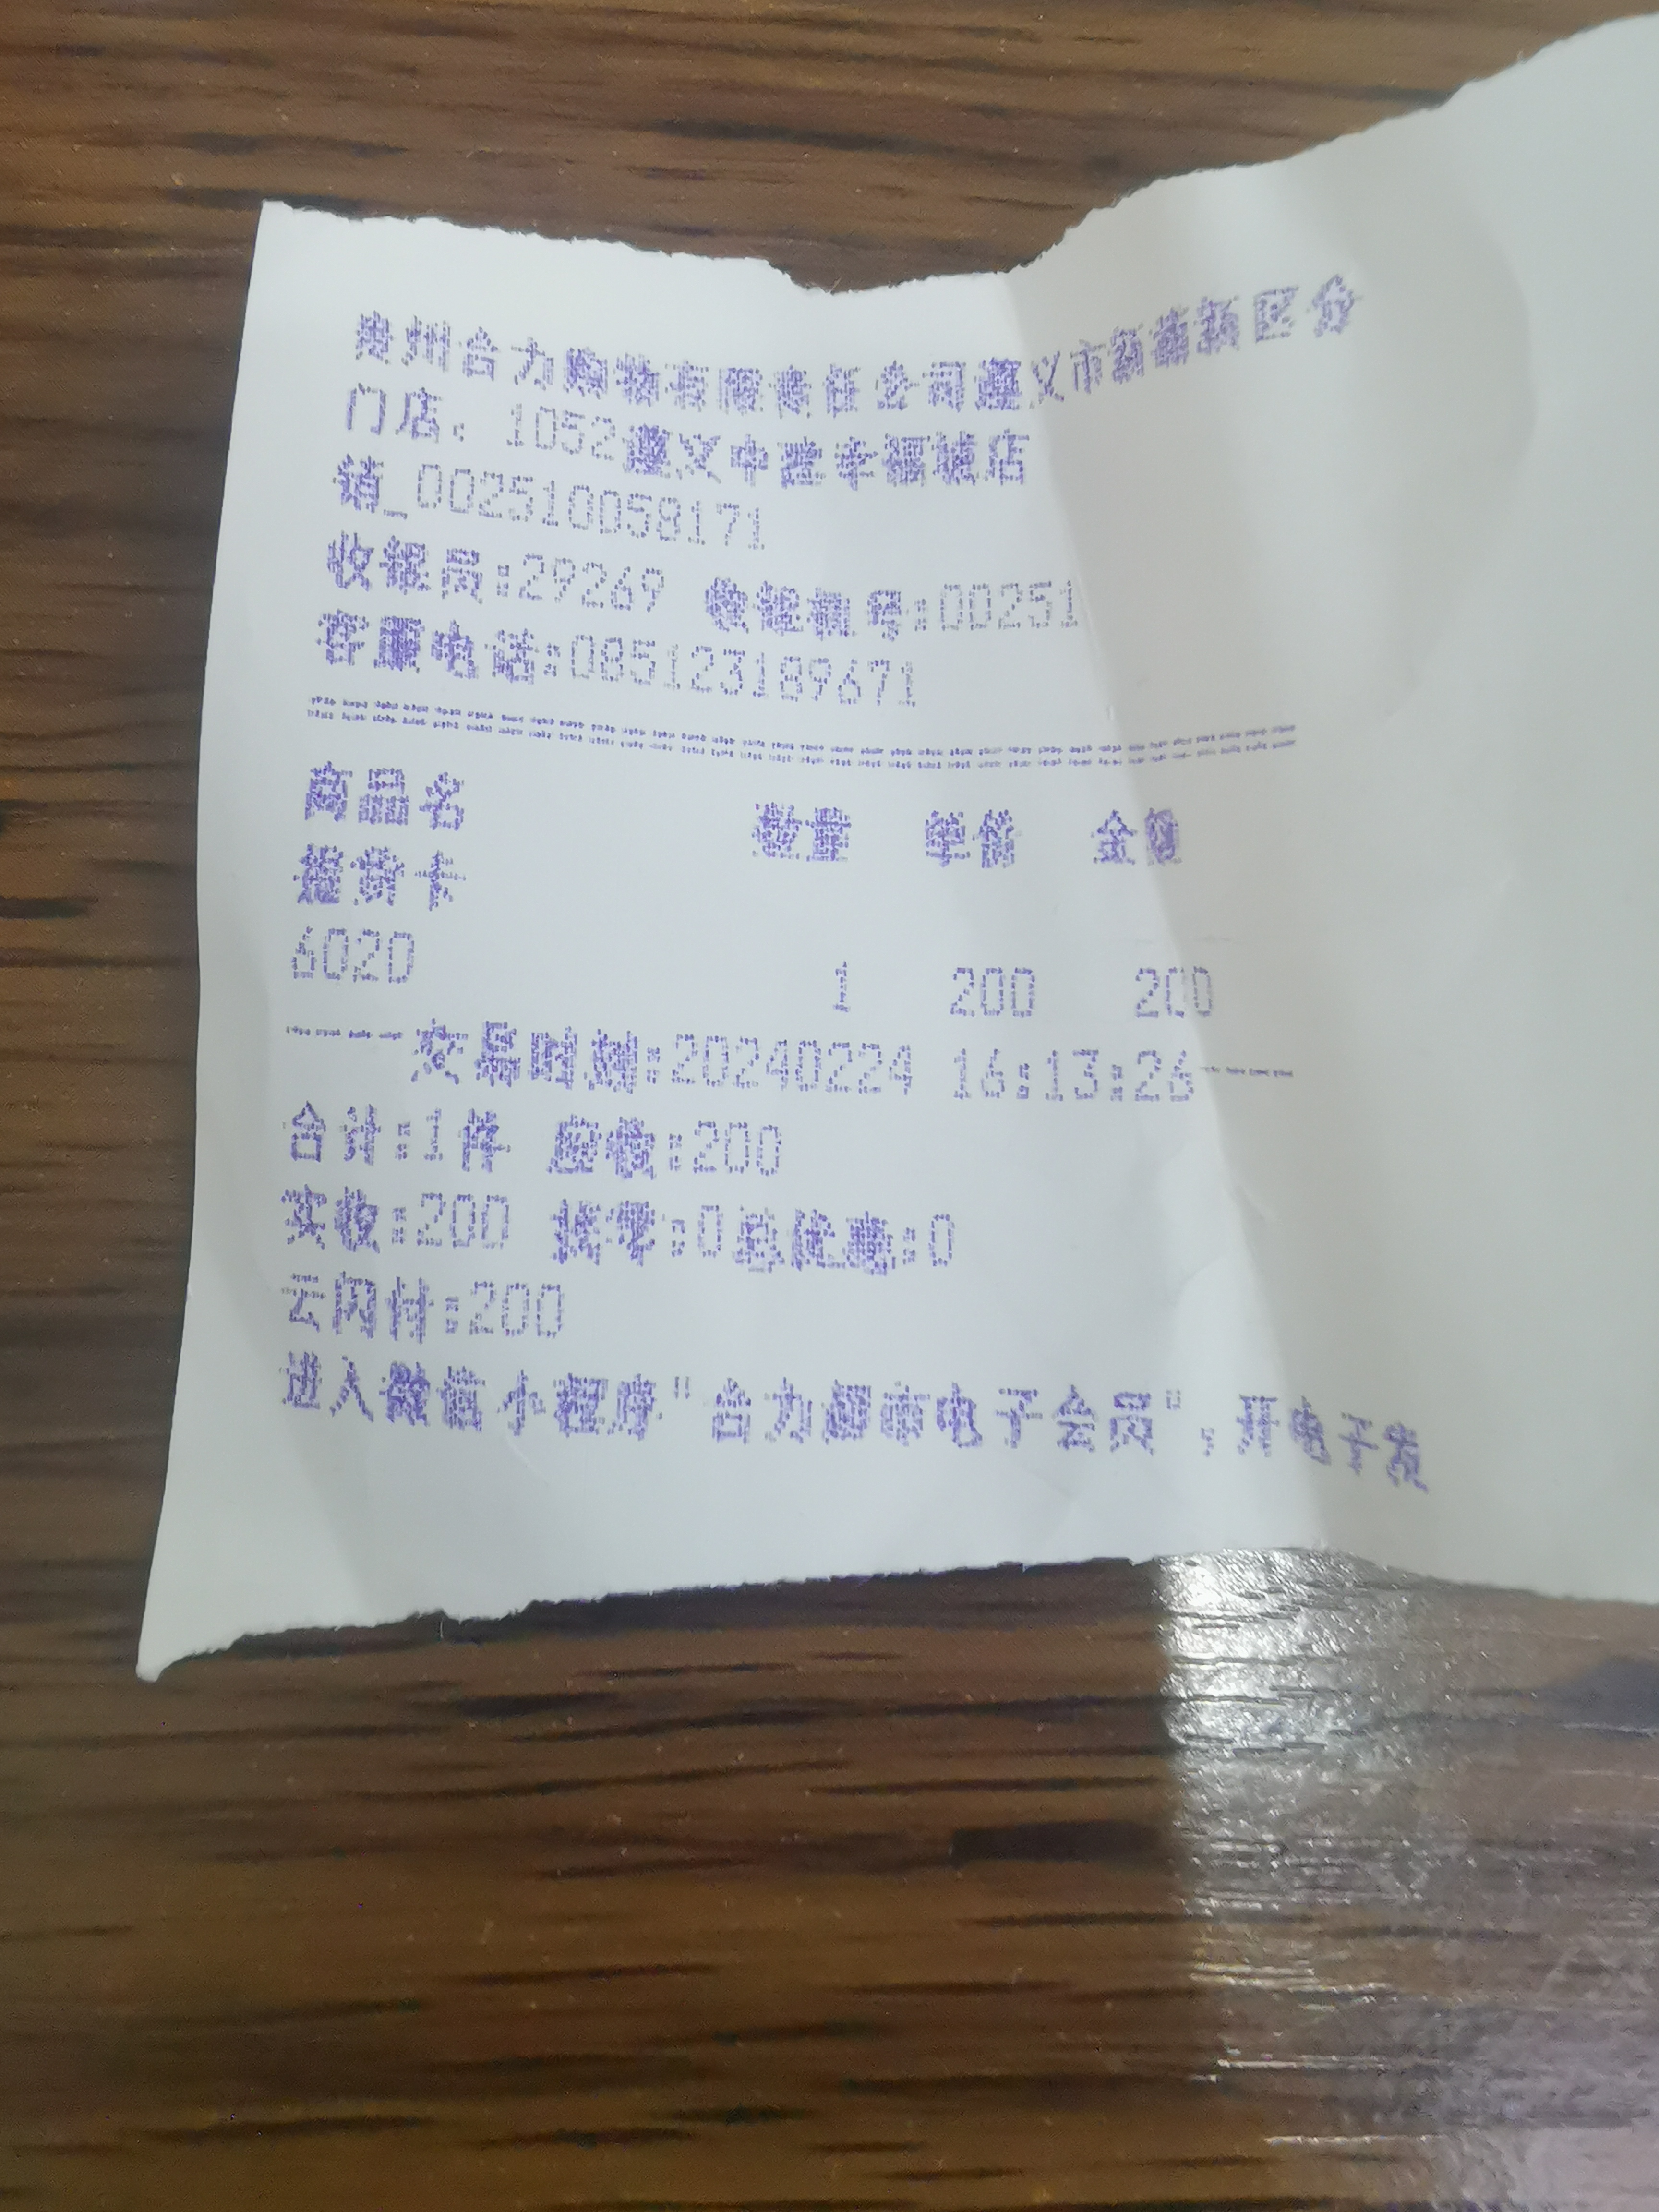 贵州合力购物有限责任公司遵义市新蒲新区分
门店: 1052遵义中建幸福城店
销_002510058171
收银员:29269 收银机号:00251
客服电话:085123189671
================================
商品名 数量 单价 金额
消费卡
6020 1 200 200
----交易时间:20240224 16:13:26----
合计:1件 应收:200
实收:200 找零:0总优惠:0
云闪付:200
进入微信小程序"合力超市电子会员",开电子发